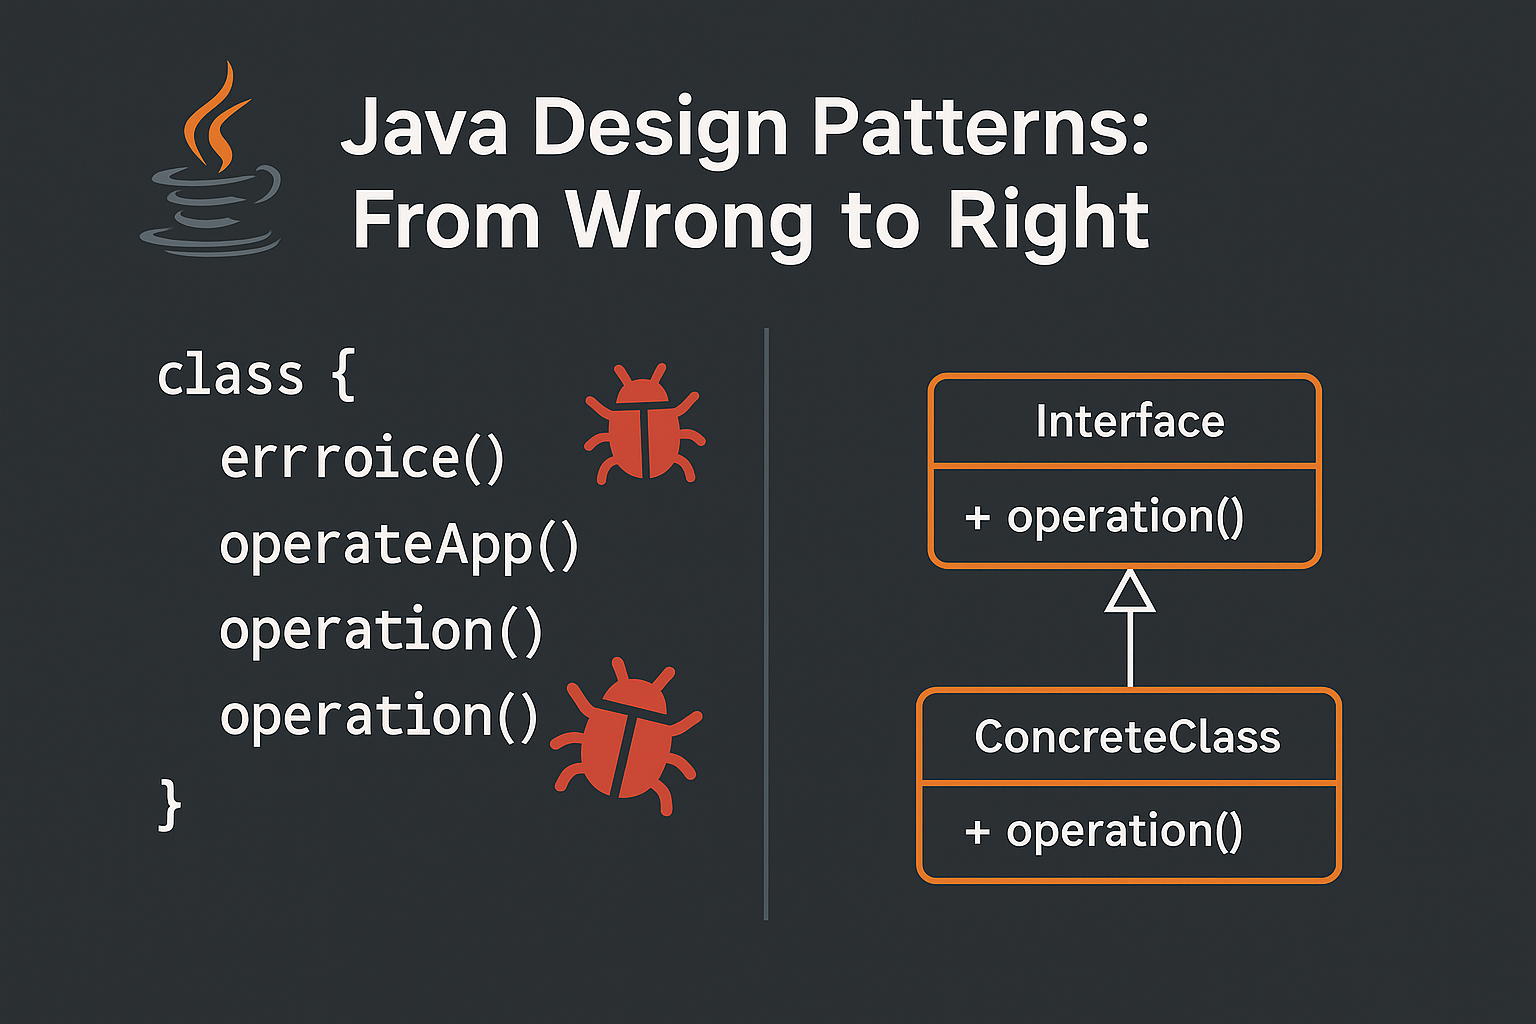 Java Design Patterns:
From Wrong to Right
class {
errroice()
operateApp()
operation()
operation()
}
Interface
+ operation()
ConcreteClass
+ operation()